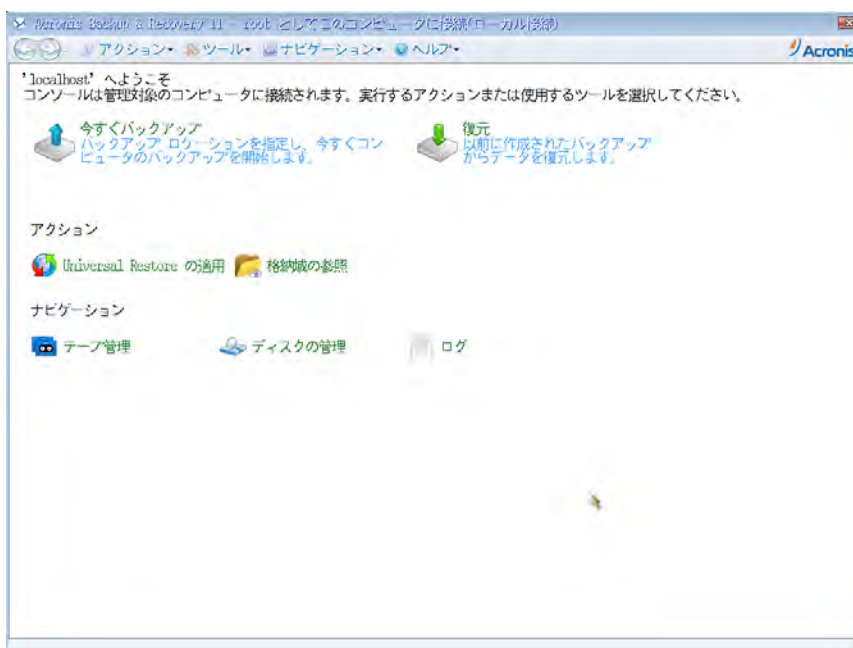 Acronis Backup & Recovery 11 - root としてこのコンピュータに接続(ローカル接続)
アクション ツール ナビゲーション ヘルプ
Acronis
'localhost' へようこそ
コンソールは管理対象のコンピュータに接続されます。実行するアクションまたは使用するツールを選択してください。
今すぐバックアップ
バックアップ ロケーションを指定し、今すぐコン
ピュータのバックアップを開始します。
復元
以前に作成されたバックアップ
からデータを復元します。
アクション
Universal Restore の適用 格納域の参照
ナビゲーション
テープ管理 ディスクの管理 ログ